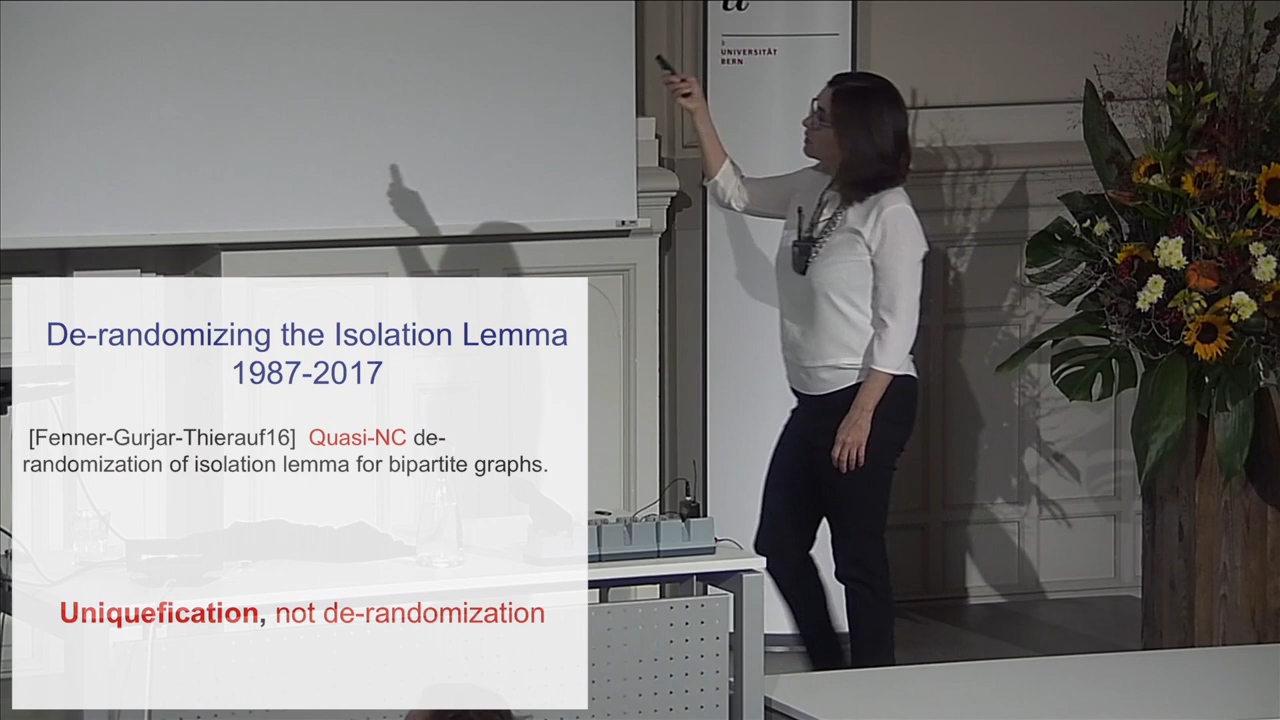 UNIVERSITÄT
BERN
De-randomizing the Isolation Lemma
1987-2017
[Fenner-Gurjar-Thierauf16] Quasi-NC de-
randomization of isolation lemma for bipartite graphs.
Uniquefication, not de-randomization